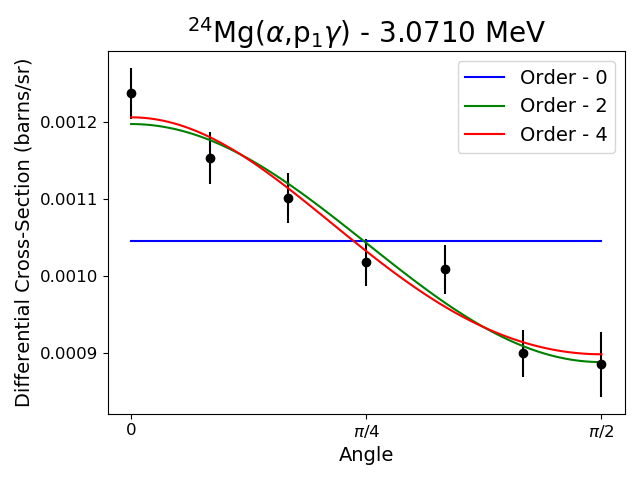 ²⁴Mg(α,p₁γ) - 3.0710 MeV
Differential Cross-Section (barns/sr)
Order - 0
Order - 2
Order - 4
0.0012
0.0011
0.0010
0.0009
0
π/4
π/2
Angle